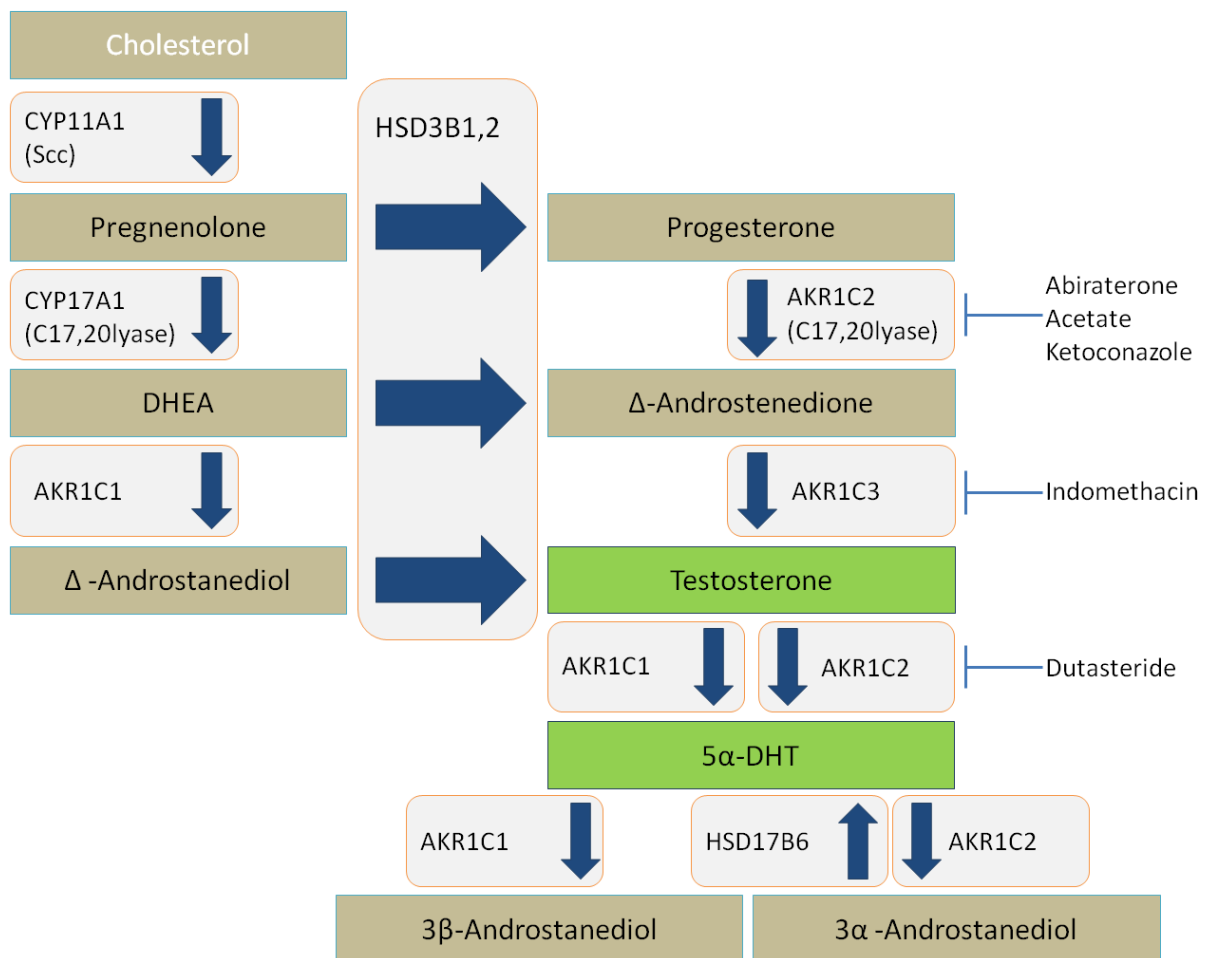 Cholesterol
CYP11A1
(Scc)
HSD3B1,2
Pregnenolone
Progesterone
CYP17A1
(C17,20lyase)
AKR1C2
(C17,20lyase)
Abiraterone
Acetate
Ketoconazole
DHEA
Δ-Androstenedione
AKR1C1
AKR1C3
Indomethacin
Δ -Androstanediol
Testosterone
AKR1C1
AKR1C2
Dutasteride
5α-DHT
AKR1C1
HSD17B6
AKR1C2
3β-Androstanediol
3α -Androstanediol